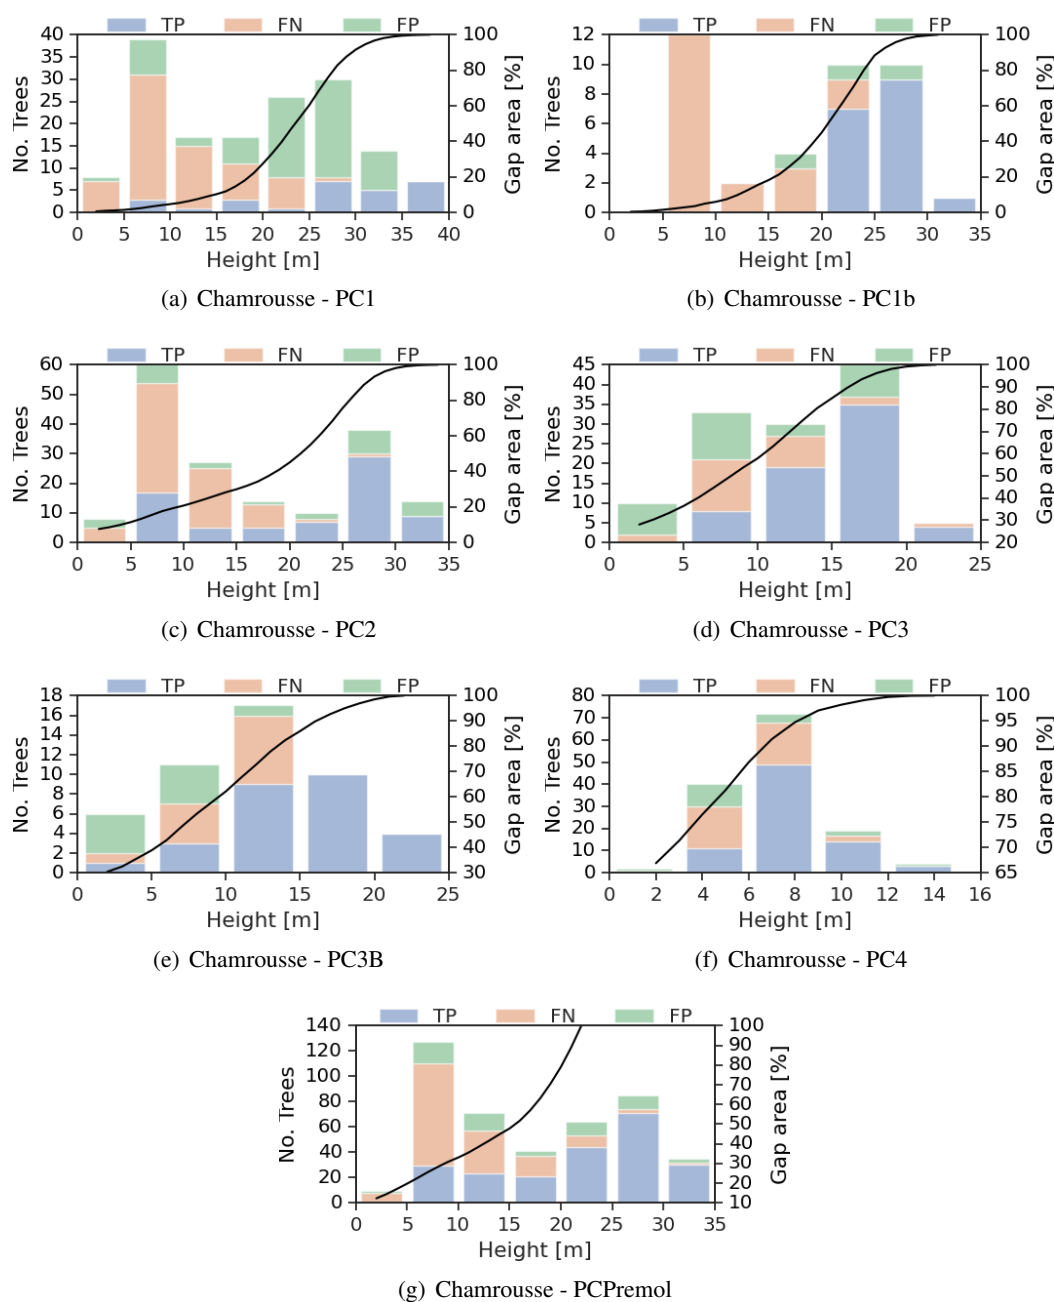 TP FN FP
40 35 30 25 20 15 10 5 0
No. Trees
100 80 60 40 20 0
Gap area [%]
0 5 10 15 20 25 30 35 40
Height [m]
(a) Chamrousse - PC1
TP FN FP
12 10 8 6 4 2 0
No. Trees
100 80 60 40 20 0
Gap area [%]
0 5 10 15 20 25 30 35
Height [m]
(b) Chamrousse - PC1b
TP FN FP
60 50 40 30 20 10 0
No. Trees
100 80 60 40 20 0
Gap area [%]
0 5 10 15 20 25 30 35
Height [m]
(c) Chamrousse - PC2
TP FN FP
45 40 35 30 25 20 15 10 5 0
No. Trees
100 90 80 70 60 50 40 30 20
Gap area [%]
0 5 10 15 20 25
Height [m]
(d) Chamrousse - PC3
TP FN FP
18 16 14 12 10 8 6 4 2 0
No. Trees
100 90 80 70 60 50 40 30
Gap area [%]
0 5 10 15 20 25
Height [m]
(e) Chamrousse - PC3B
TP FN FP
80 70 60 50 40 30 20 10 0
No. Trees
100 95 90 85 80 75 70 65
Gap area [%]
0 2 4 6 8 10 12 14 16
Height [m]
(f) Chamrousse - PC4
TP FN FP
140 120 100 80 60 40 20 0
No. Trees
100 90 80 70 60 50 40 30 20 10
Gap area [%]
0 5 10 15 20 25 30 35
Height [m]
(g) Chamrousse - PCPremol